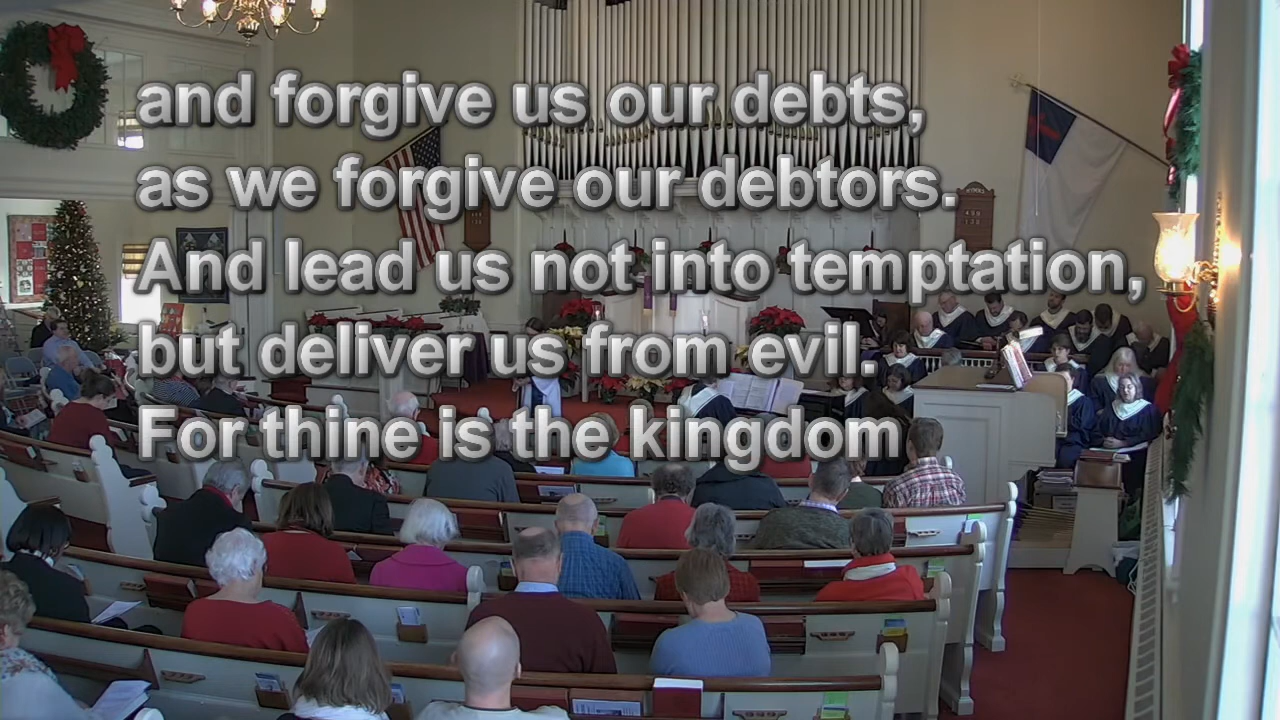 and forgive us our debts,
as we forgive our debtors.
And lead us not into temptation,
but deliver us from evil.
For thine is the kingdom